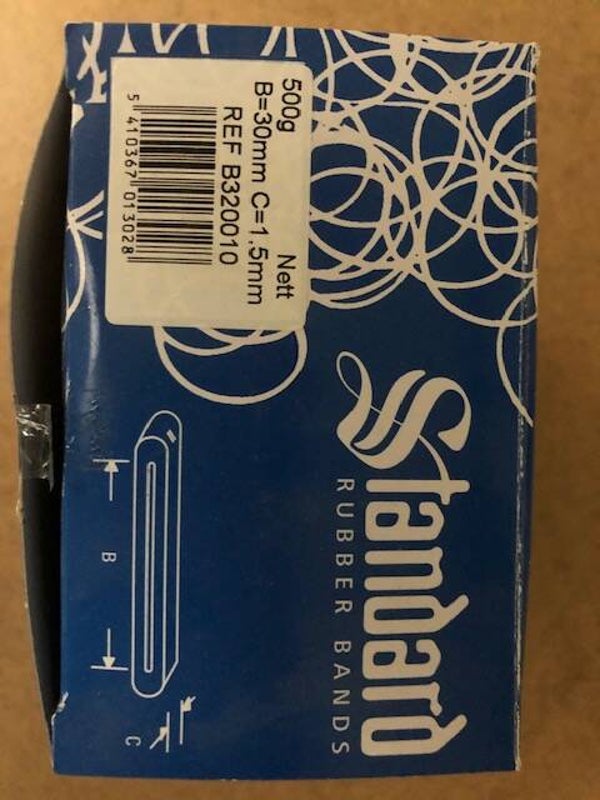 500g Nett
B=30mm C=1,5mm
REF B320010
5 410367 013028
Standard
RUBBER BANDS
B
C